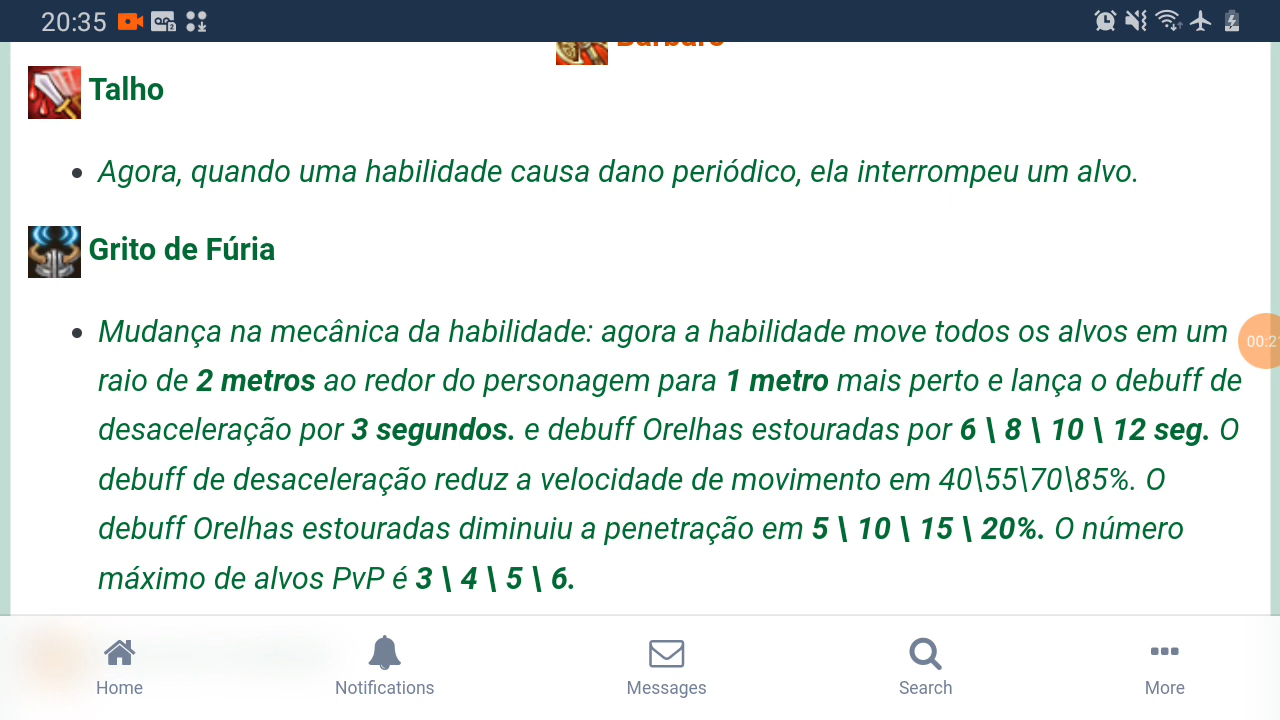 20:35
Bárbaro
Talho
Agora, quando uma habilidade causa dano periódico, ela interrompeu um alvo.
Grito de Fúria
Mudança na mecânica da habilidade: agora a habilidade move todos os alvos em um
raio de 2 metros ao redor do personagem para 1 metro mais perto e lança o debuff de
desaceleração por 3 segundos. e debuff Orelhas estouradas por 6 \ 8 \ 10 \ 12 seg. O
debuff de desaceleração reduz a velocidade de movimento em 40\55\70\85%. O
debuff Orelhas estouradas diminuiu a penetração em 5 \ 10 \ 15 \ 20%. O número
máximo de alvos PvP é 3 \ 4 \ 5 \ 6.
Home Notifications Messages Search More